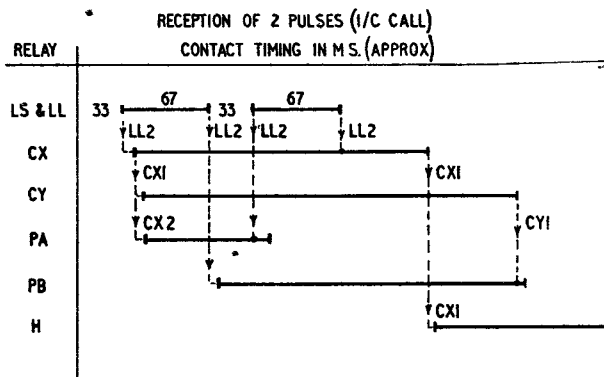 RECEPTION OF 2 PULSES (I/C CALL)
RELAY CONTACT TIMING IN M S. (APPROX)
LS & LL 33 67 33 67
LL2 LL2 LL2 LL2
CX
CX1 CX1
CY
CX2 CY1
PA
PB
CX1
H